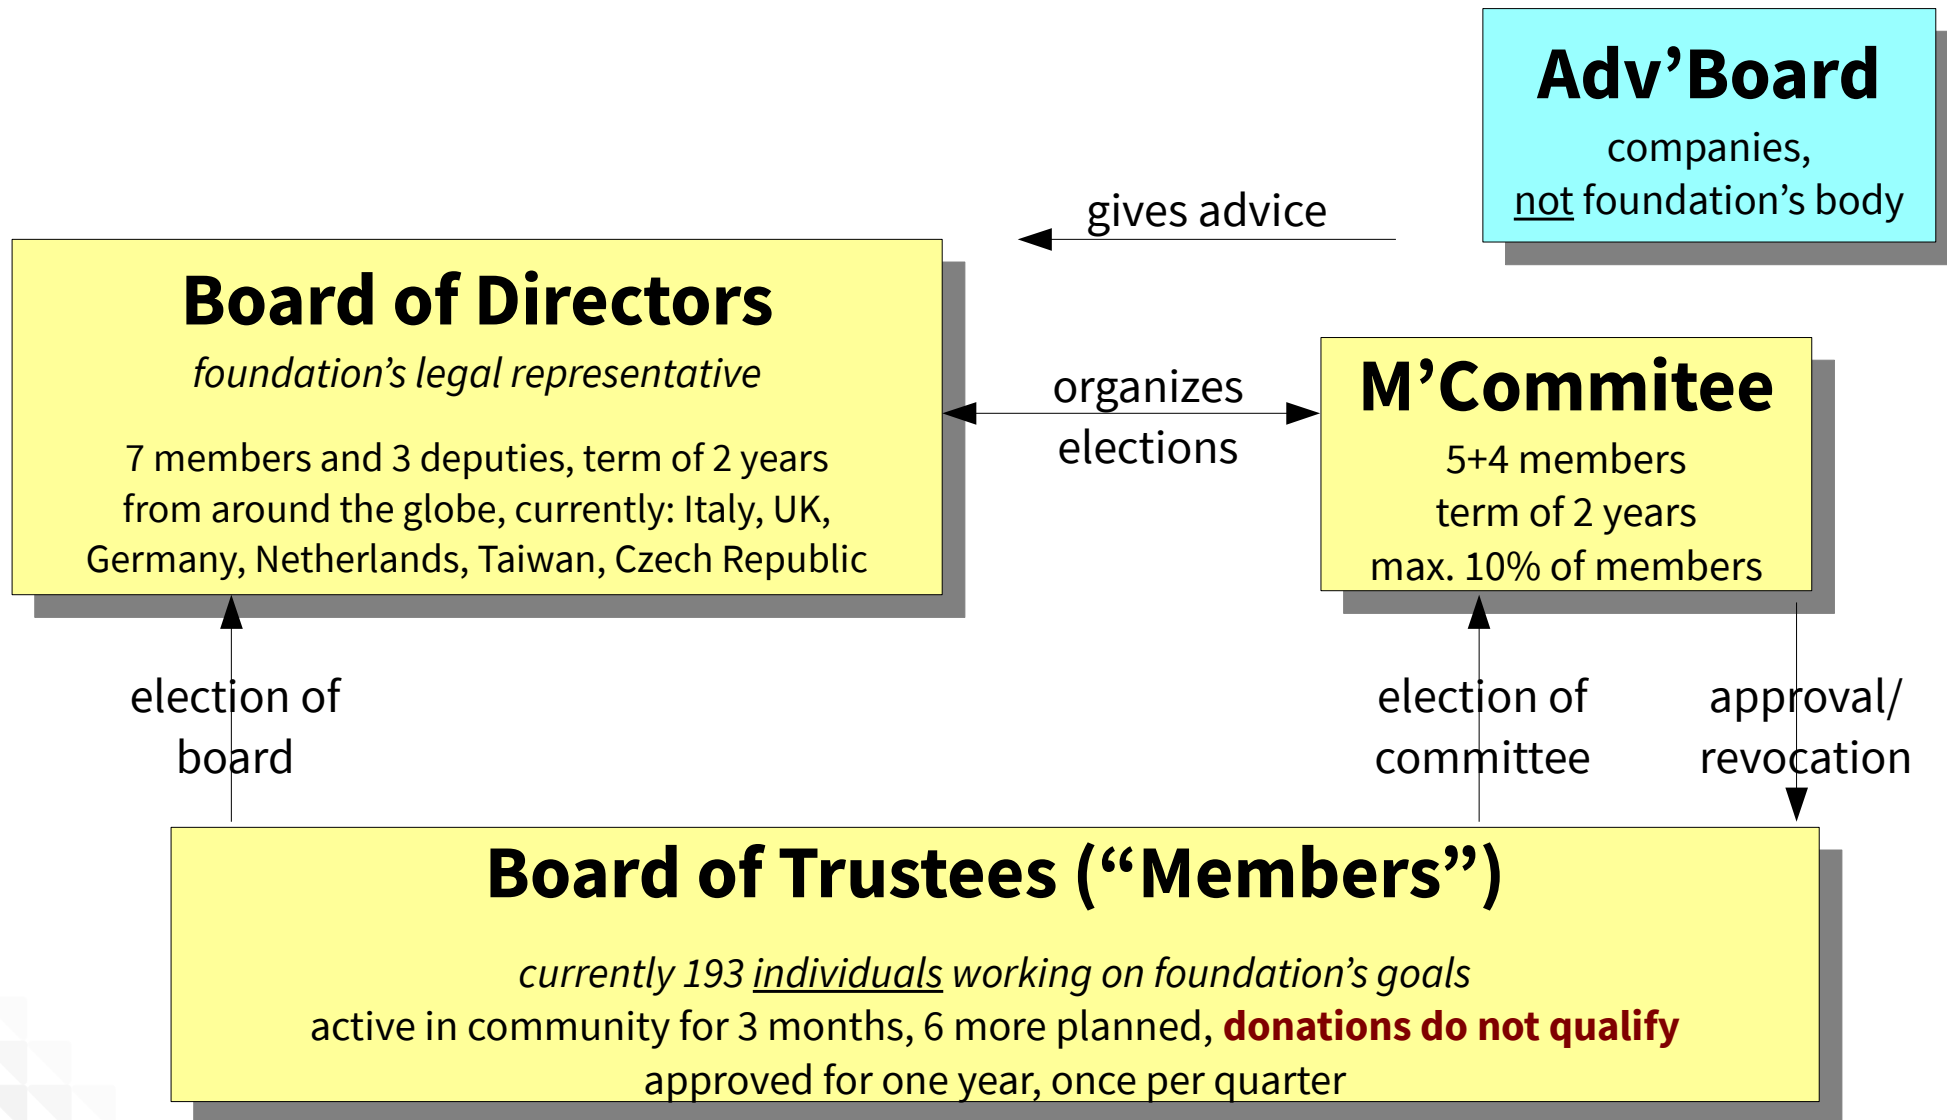 Adv’Board
companies,
not foundation’s body
gives advice
Board of Directors
foundation’s legal representative
7 members and 3 deputies, term of 2 years
from around the globe, currently: Italy, UK,
Germany, Netherlands, Taiwan, Czech Republic
organizes
elections
M’Commitee
5+4 members
term of 2 years
max. 10% of members
election of
board
election of
committee
approval/
revocation
Board of Trustees (“Members”)
currently 193 individuals working on foundation’s goals
active in community for 3 months, 6 more planned, donations do not qualify
approved for one year, once per quarter